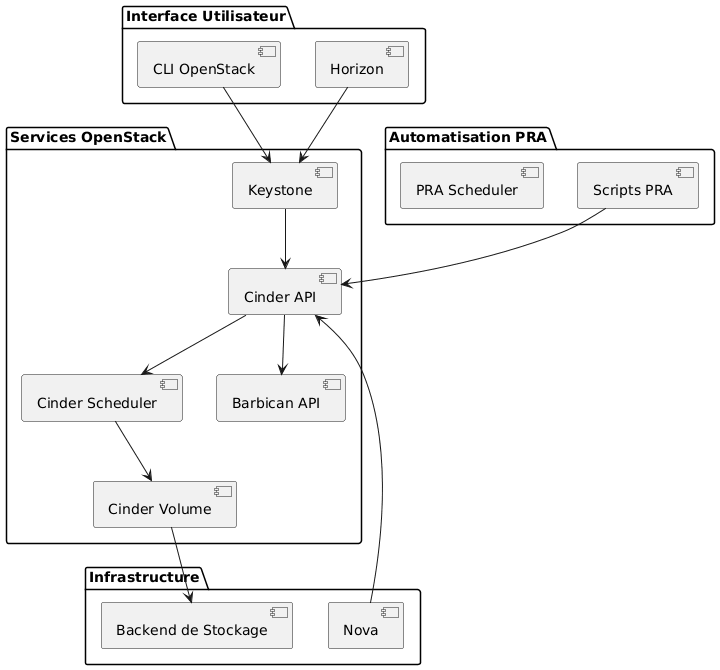 Interface Utilisateur
CLI OpenStack
Horizon
Services OpenStack
Automatisation PRA
Keystone
PRA Scheduler
Scripts PRA
Cinder API
Cinder Scheduler
Barbican API
Cinder Volume
Infrastructure
Backend de Stockage
Nova